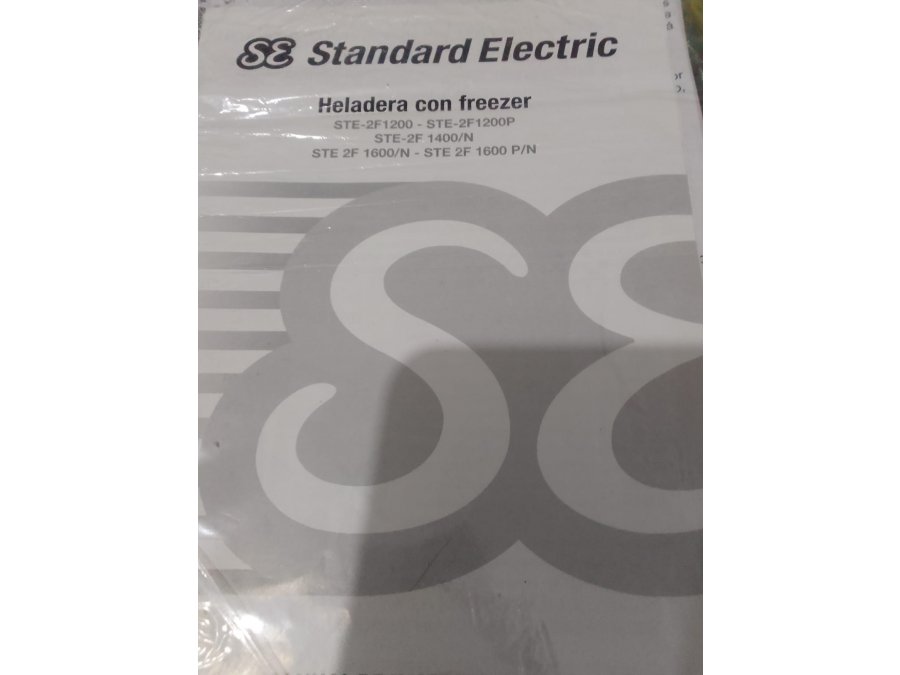 SE Standard Electric
Heladera con freezer
STE-2F1200 - STE-2F1200P
STE-2F 1400/N
STE 2F 1600/N - STE 2F 1600 P/N
SE